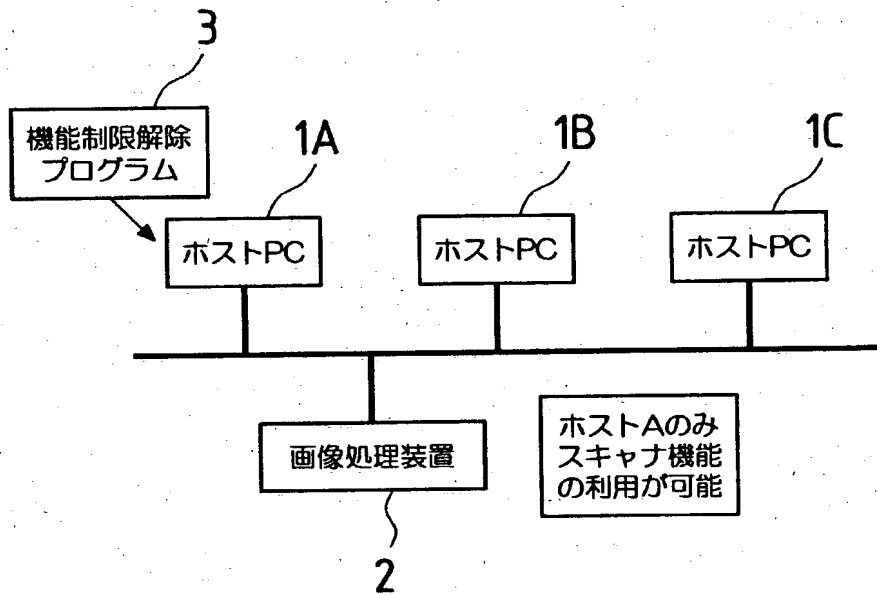 3
機能制限解除
プログラム
1A
1B
1C
ホストPC
ホストPC
ホストPC
画像処理装置
2
ホストAのみ
スキャナ機能
の利用が可能